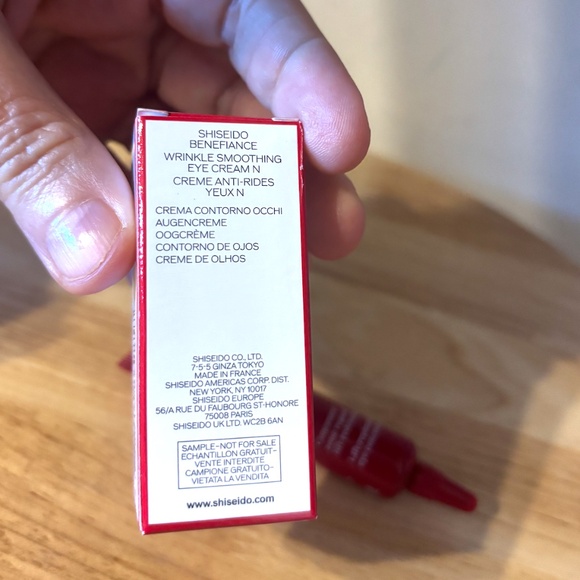 SHISEIDO
BENEFIANCE
WRINKLE SMOOTHING
EYE CREAM N
CREME ANTI-RIDES
YEUX N
CREMA CONTORNO OCCHI
AUGENCREME
OOGCRÈME
CONTORNO DE OJOS
CREME DE OLHOS
SHISEIDO CO., LTD.
7-5-5 GINZA TOKYO
MADE IN FRANCE
SHISEIDO AMERICAS CORP. DIST.
NEW YORK, NY 10017
SHISEIDO EUROPE
56/A RUE DU FAUBOURG ST-HONORE
75008 PARIS
SHISEIDO UK LTD. WC2B 6AN
SAMPLE-NOT FOR SALE
ECHANTILLON GRATUIT-
VENTE INTERDITE
CAMPIONE GRATUITO-
VIETATA LA VENDITA
www.shiseido.com